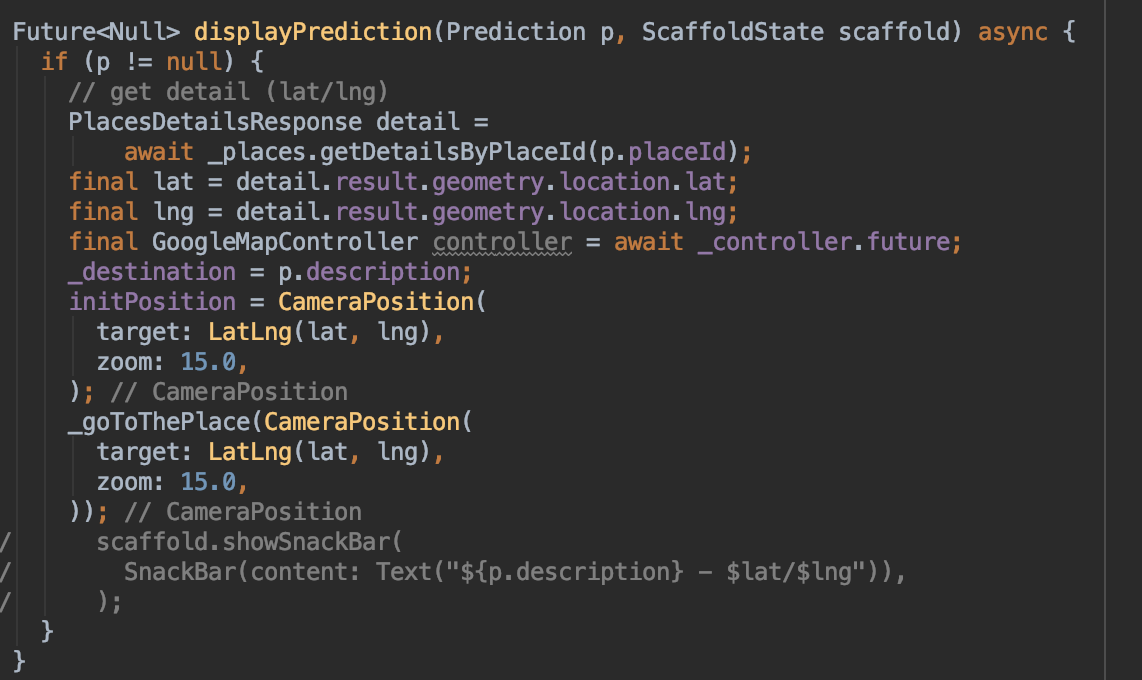 Future<Null> displayPrediction(Prediction p, ScaffoldState scaffold) async {
  if (p != null) {
    // get detail (lat/lng)
    PlacesDetailsResponse detail =
        await _places.getDetailsByPlaceId(p.placeId);
    final lat = detail.result.geometry.location.lat;
    final lng = detail.result.geometry.location.lng;
    final GoogleMapController controller = await _controller.future;
    _destination = p.description;
    initPosition = CameraPosition(
      target: LatLng(lat, lng),
      zoom: 15.0,
    ); // CameraPosition
    _goToThePlace(CameraPosition(
      target: LatLng(lat, lng),
      zoom: 15.0,
    )); // CameraPosition
/      scaffold.showSnackBar(
/        SnackBar(content: Text("${p.description} - $lat/$lng")),
/      );
  }
}